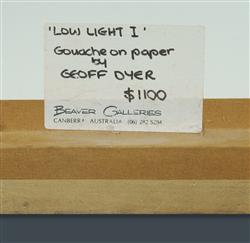 'LOW LIGHT I'
Gouache on paper
by
GEOFF DYER
$1100
BEAVER GALLERIES
CANBERRA AUSTRALIA (06) 282 5294